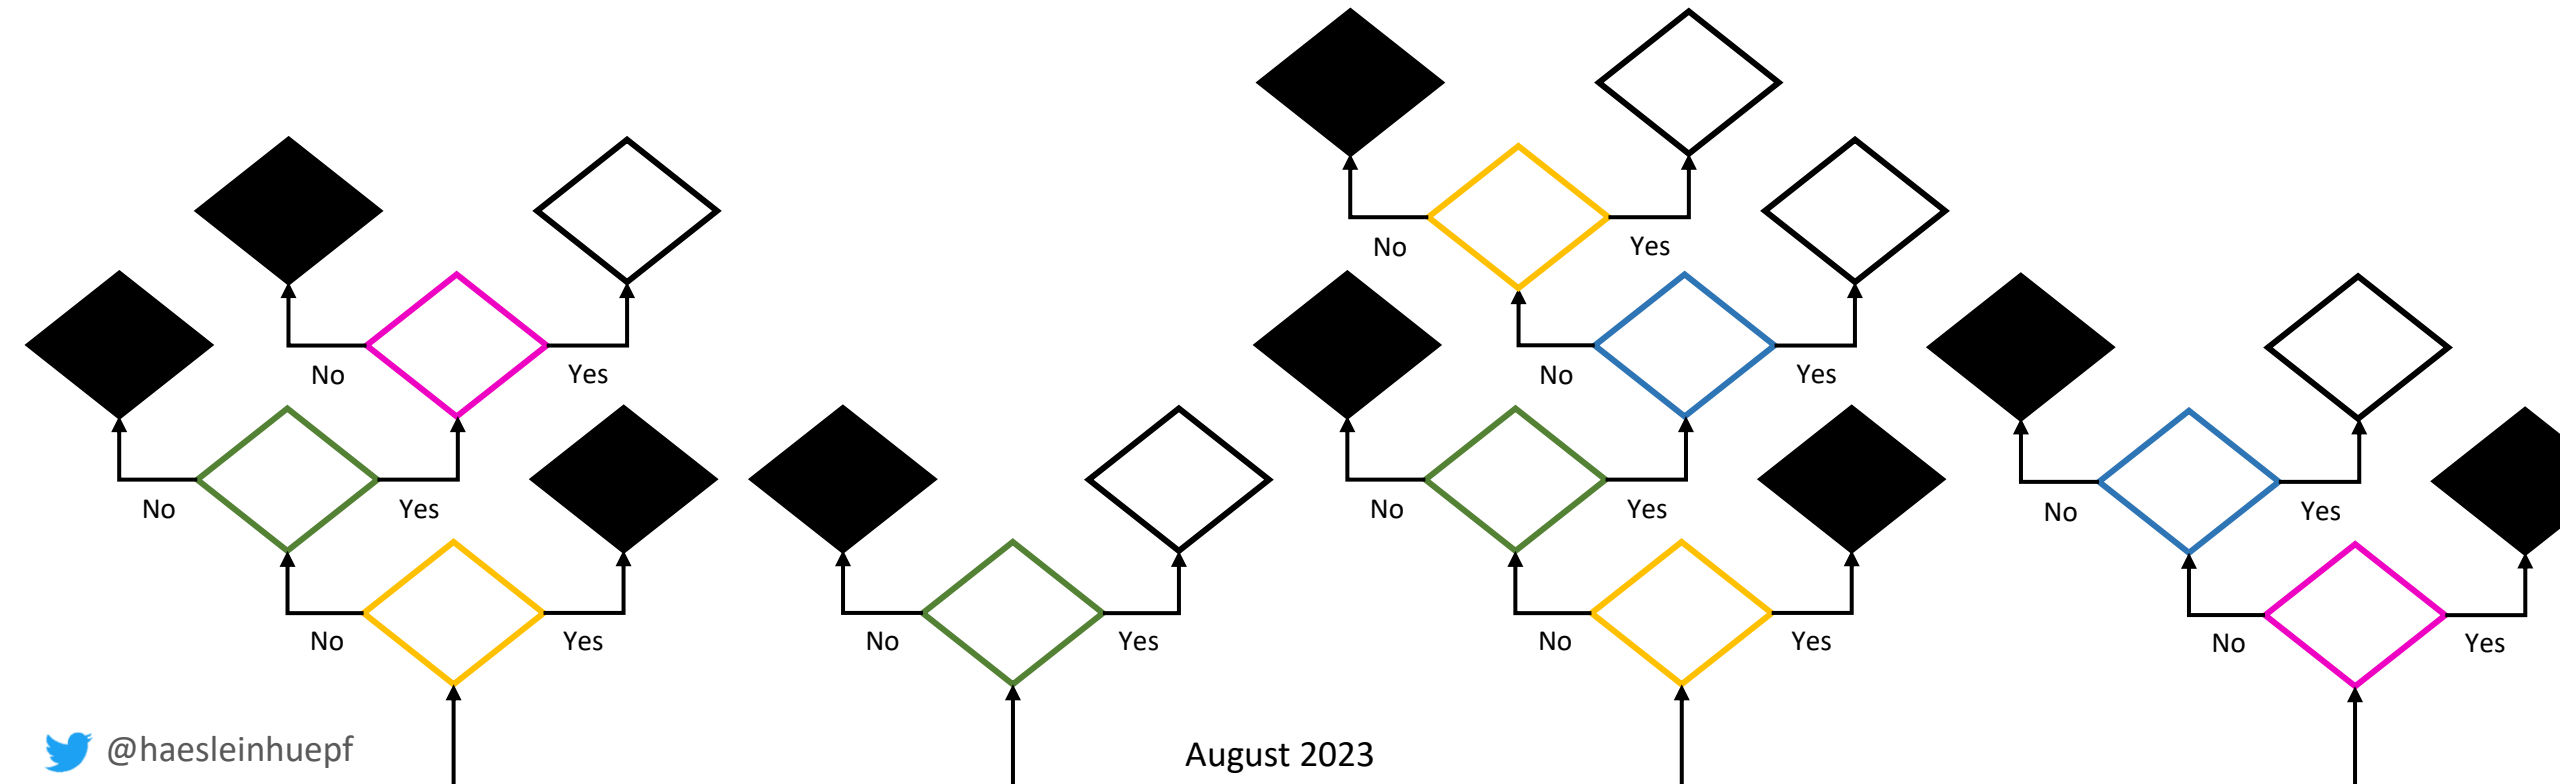 No
Yes
No
Yes
No
Yes
No
Yes
No
Yes
No
Yes
No
Yes
No
Yes
No
Yes
No
Yes
@haesleinhuepf
August 2023